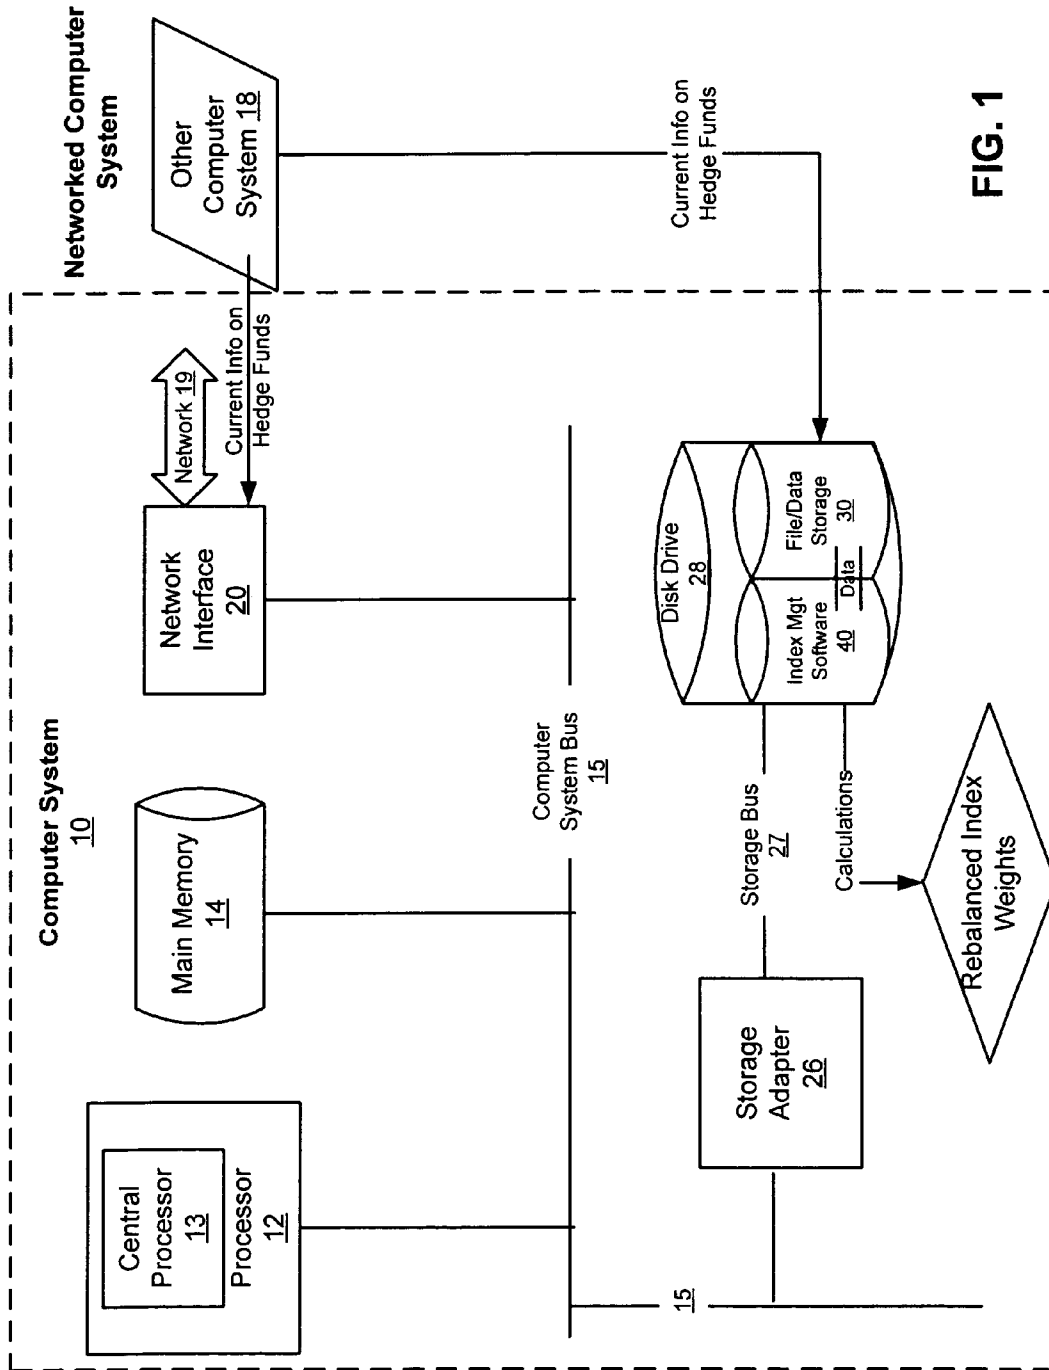 Computer System
10
Networked Computer
System
Central
Processor
13
Processor
12
Main Memory
14
Network
Interface
20
Network 19
Current Info on
Hedge Funds
Other
Computer
System 18
Computer
System Bus
15
15
Storage
Adapter
26
Storage Bus
27
Calculations
Disk Drive
28
Index Mgt
Software
40
Data
File/Data
Storage
30
Current Info on
Hedge Funds
Rebalanced Index
Weights
FIG. 1